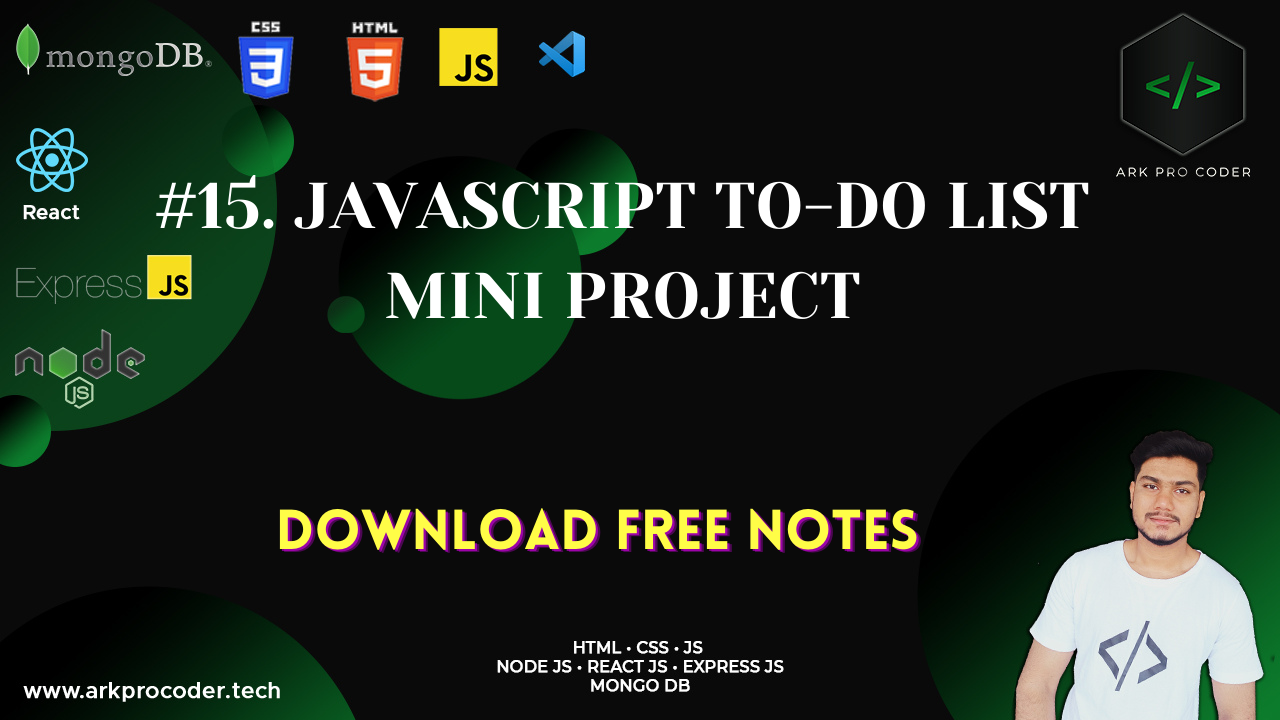 mongoDB®
CSS
3
HTML
5
JS
</>
ARK PRO CODER
React
#15. JAVASCRIPT TO-DO LIST
MINI PROJECT
Express JS
node
JS
DOWNLOAD FREE NOTES
</>
HTML • CSS • JS
NODE JS • REACT JS • EXPRESS JS
MONGO DB
www.arkprocoder.tech